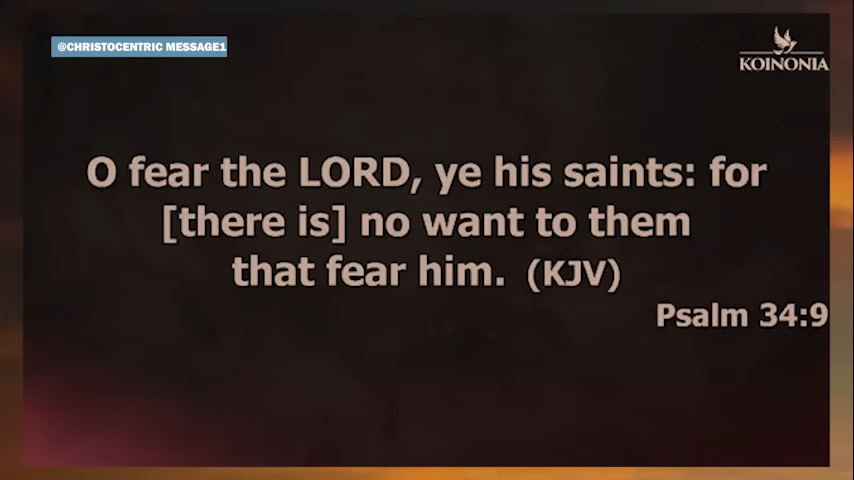 @CHRISTOCENTRIC MESSAGE1
KOINONIA
O fear the LORD, ye his saints: for
[there is] no want to them
that fear him. (KJV)
Psalm 34:9